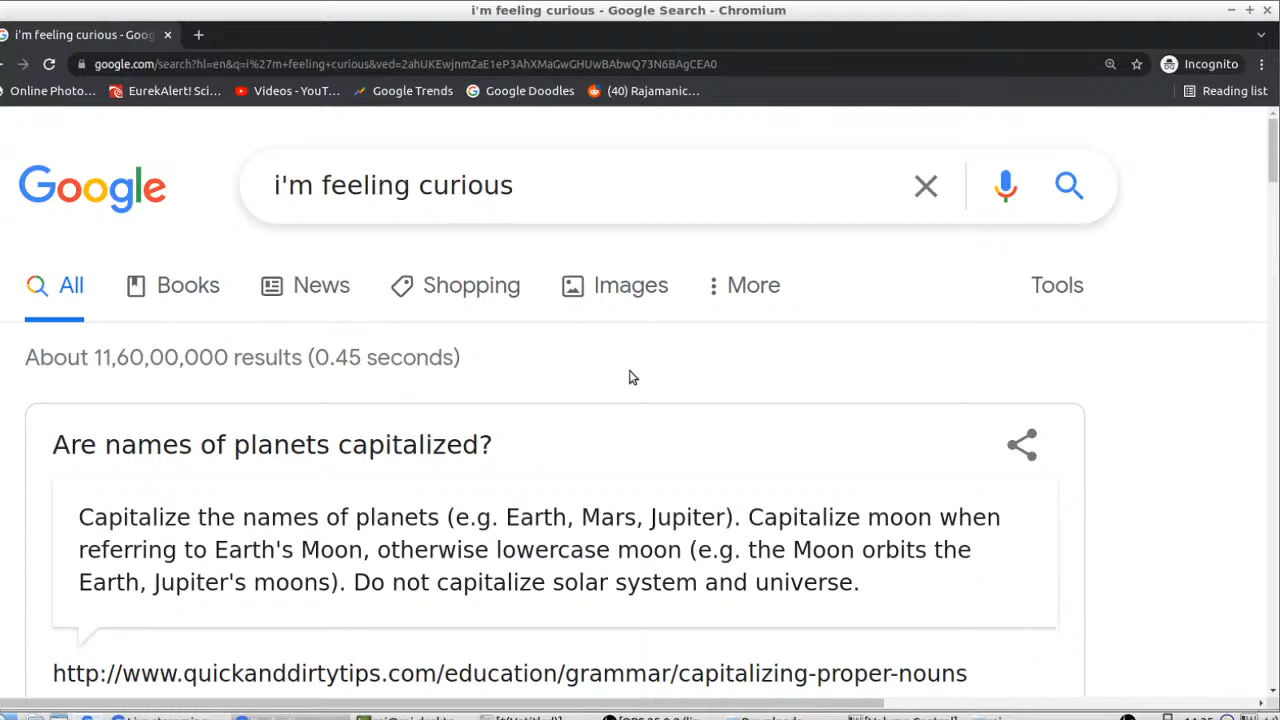 i'm feeling curious - Google Search - Chromium
i'm feeling curious - Goog
google.com/search?hl=en&q=i%27m+feeling+curious&ved=2ahUKEwjnmZaE1eP3AhXMaGwGHUwBAbwQ73N6BAgCEA0
Incognito
Online Photo... EurekAlert! Sci... Videos - YouT... Google Trends Google Doodles (40) Rajamanic... Reading list
Google
i'm feeling curious
All Books News Shopping Images More Tools
About 11,60,00,000 results (0.45 seconds)
Are names of planets capitalized?
Capitalize the names of planets (e.g. Earth, Mars, Jupiter). Capitalize moon when
referring to Earth's Moon, otherwise lowercase moon (e.g. the Moon orbits the
Earth, Jupiter's moons). Do not capitalize solar system and universe.
http://www.quickanddirtytips.com/education/grammar/capitalizing-proper-nouns